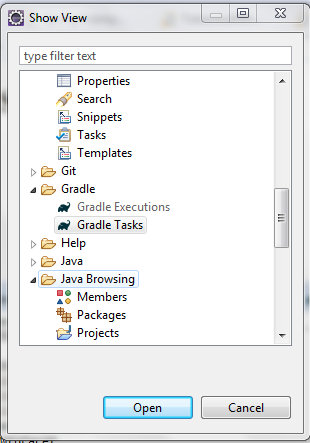 Show View
type filter text
Properties
Search
Snippets
Tasks
Templates
Git
Gradle
Gradle Executions
Gradle Tasks
Help
Java
Java Browsing
Members
Packages
Projects
Open
Cancel